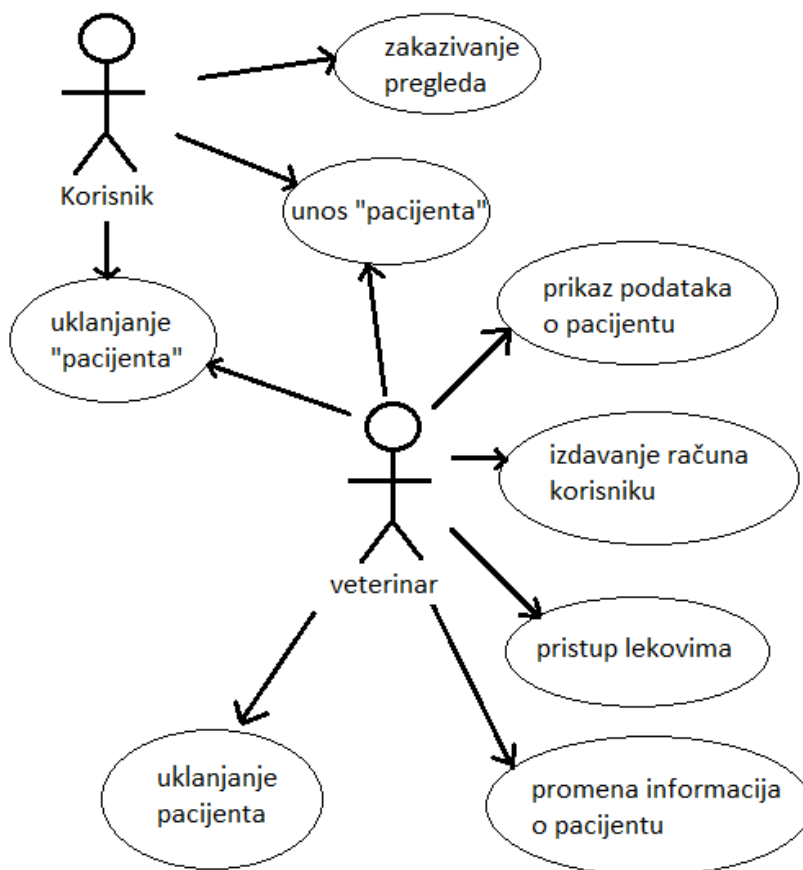 zakazivanje
pregleda
Korisnik
unos "pacijenta"
uklanjanje
"pacijenta"
prikaz podataka
o pacijentu
izdavanje računa
korisniku
veterinar
pristup lekovima
uklanjanje
pacijenta
promena informacija
o pacijentu